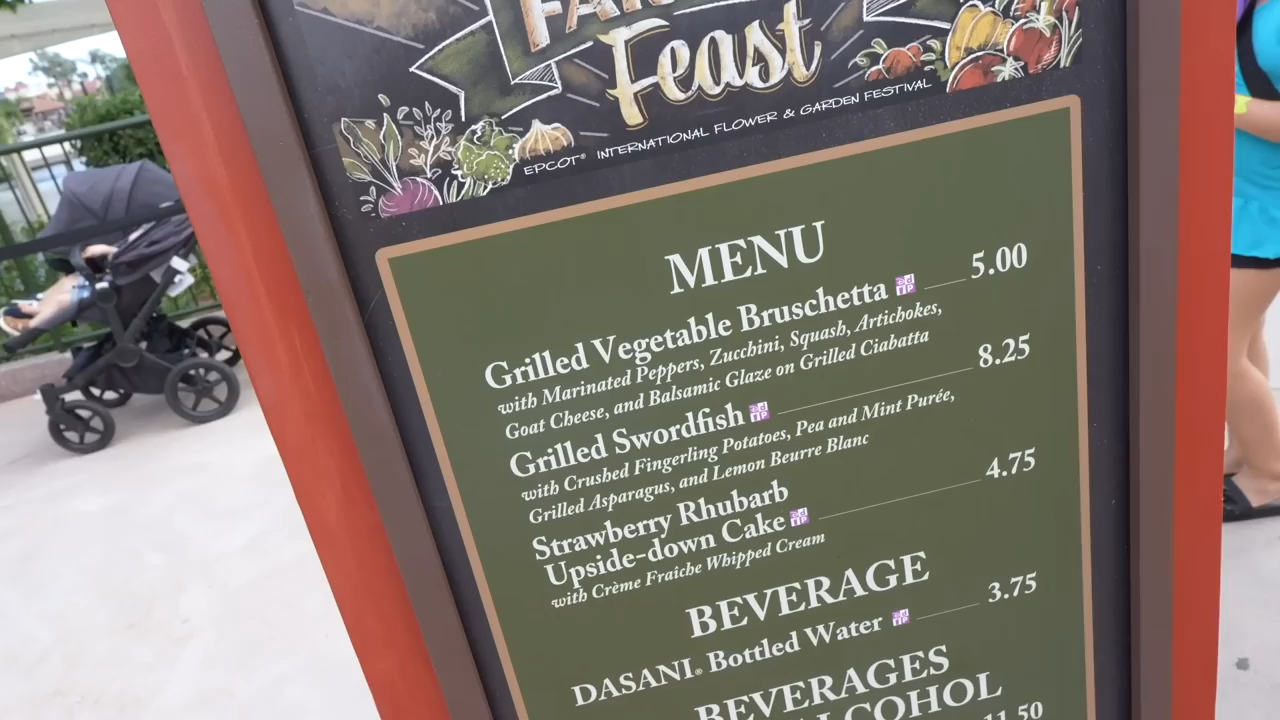 Feast
EPCOT® INTERNATIONAL FLOWER & GARDEN FESTIVAL
MENU
Grilled Vegetable Bruschetta 5.00
with Marinated Peppers, Zucchini, Squash, Artichokes,
Goat Cheese, and Balsamic Glaze on Grilled Ciabatta
Grilled Swordfish 8.25
with Crushed Fingerling Potatoes, Pea and Mint Purée,
Grilled Asparagus, and Lemon Beurre Blanc
Strawberry Rhubarb
Upside-down Cake 4.75
with Crème Fraîche Whipped Cream
BEVERAGE
DASANI® Bottled Water 3.75
BEVERAGES
ALCOHOL
11.50